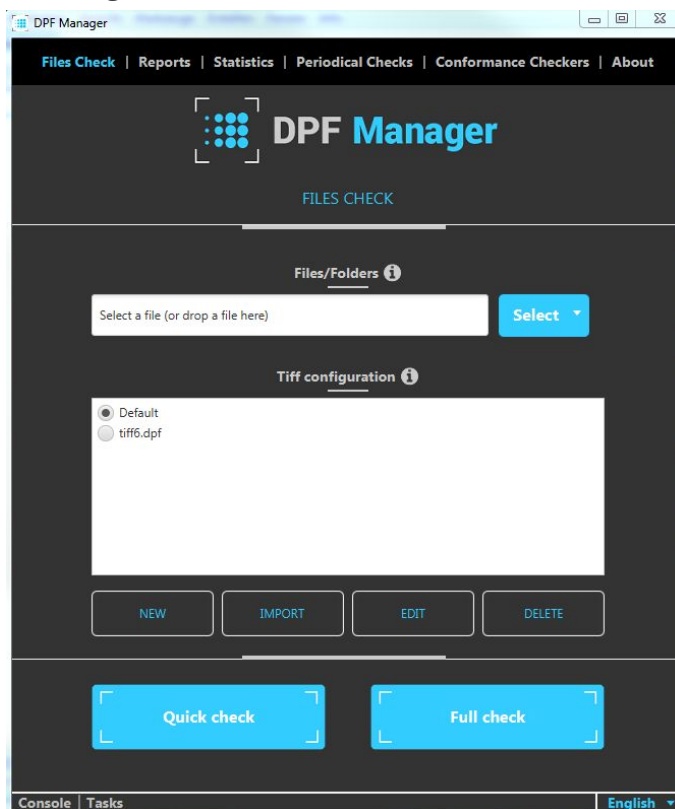 DPF Manager
Files Check | Reports | Statistics | Periodical Checks | Conformance Checkers | About
DPF Manager
FILES CHECK
Files/Folders
Select a file (or drop a file here)
Select
Tiff configuration
Default
tiff6.dpf
NEW IMPORT EDIT DELETE
Quick check Full check
Console | Tasks English